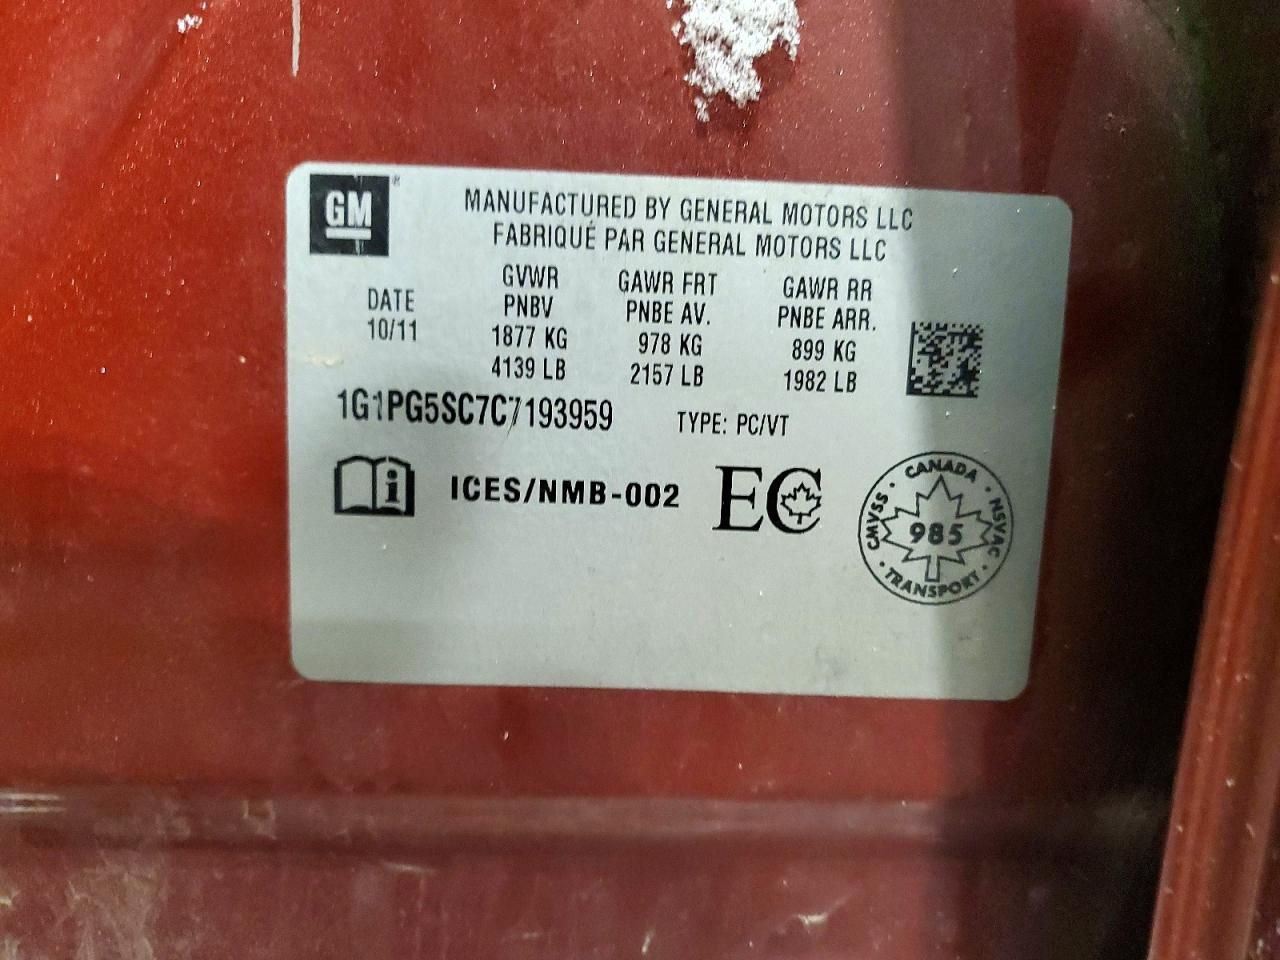 GM®
MANUFACTURED BY GENERAL MOTORS LLC
FABRIQUÉ PAR GENERAL MOTORS LLC
DATE
10/11
GVWR
PNBV
1877 KG
4139 LB
GAWR FRT
PNBE AV.
978 KG
2157 LB
GAWR RR
PNBE ARR.
899 KG
1982 LB
1G1PG5SC7C7193959 TYPE: PC/VT
i ICES/NMB-002 EC
CANADA
CMVSS 985 NSVAC
TRANSPORT